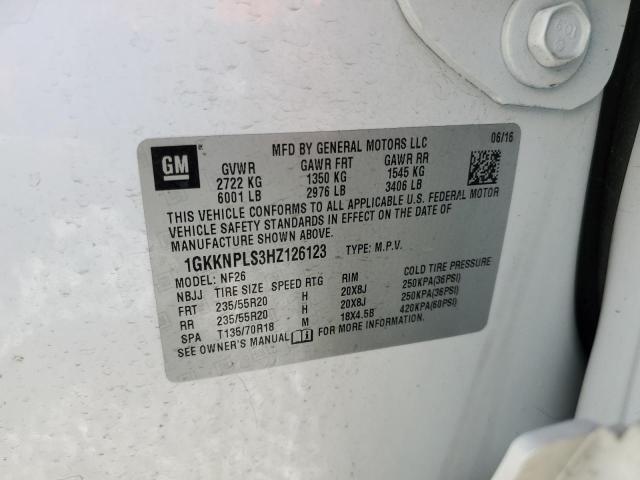 GM
MFD BY GENERAL MOTORS LLC 06/16
GVWR GAWR FRT GAWR RR
2722 KG 1350 KG 1545 KG
6001 LB 2976 LB 3406 LB
THIS VEHICLE CONFORMS TO ALL APPLICABLE U.S. FEDERAL MOTOR
VEHICLE SAFETY STANDARDS IN EFFECT ON THE DATE OF
MANUFACTURE SHOWN ABOVE.
1GKKNPLS3HZ126123 TYPE: M.P.V.
MODEL: NF26
NBJJ TIRE SIZE SPEED RTG RIM COLD TIRE PRESSURE
FRT 235/55R20 H 20X8J 250KPA(36PSI)
RR 235/55R20 H 20X8J 250KPA(36PSI)
SPA T135/70R18 M 18X4.5B 420KPA(60PSI)
SEE OWNER'S MANUAL FOR MORE INFORMATION.